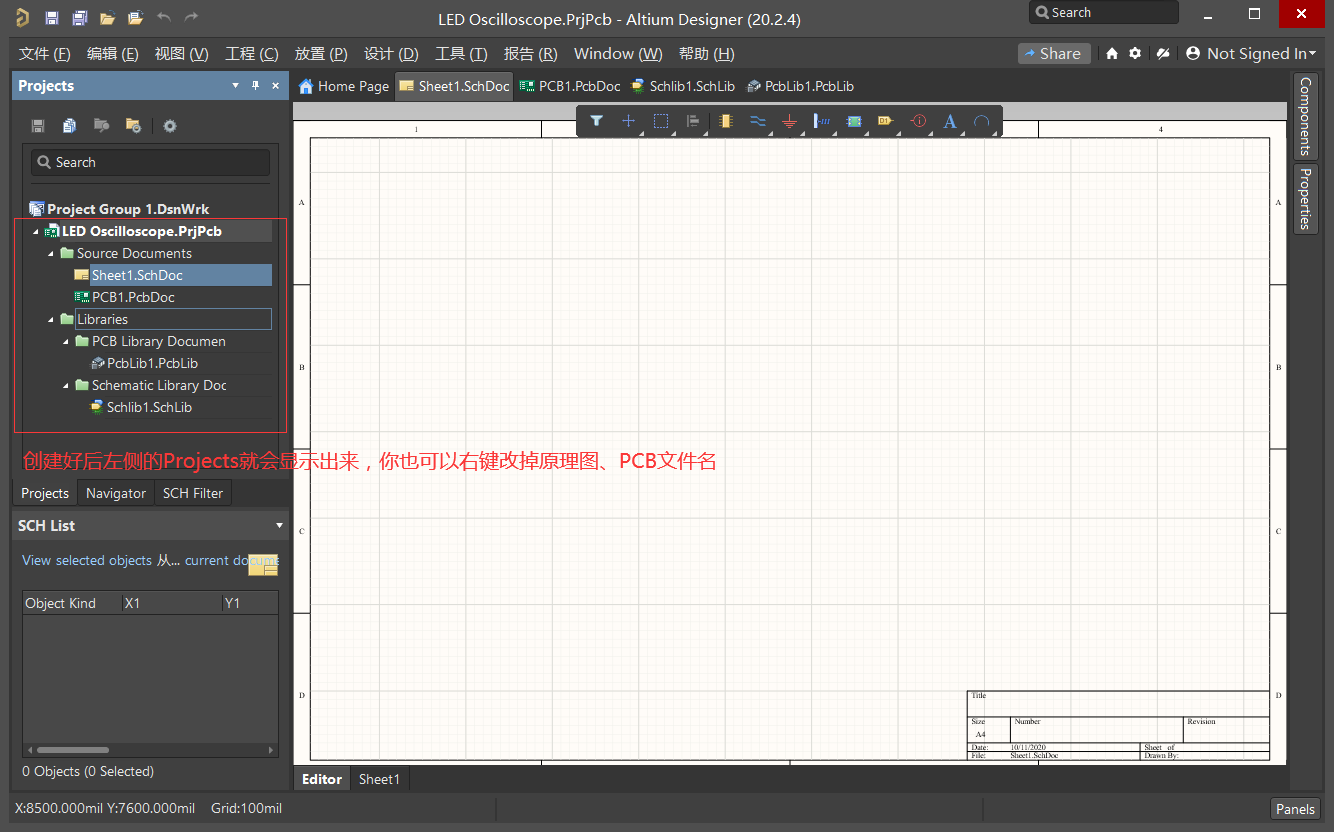 LED Oscilloscope.PrjPcb - Altium Designer (20.2.4)
Search
文件 (F) 编辑 (E) 视图 (V) 工程 (C) 放置 (P) 设计 (D) 工具 (T) 报告 (R) Window (W) 帮助 (H)
Share
Not Signed In
Projects
Home Page Sheet1.SchDoc PCB1.PcbDoc Schlib1.SchLib PcbLib1.PcbLib
Search
Project Group 1.DsnWrk
LED Oscilloscope.PrjPcb
Source Documents
Sheet1.SchDoc
PCB1.PcbDoc
Libraries
PCB Library Documen
PcbLib1.PcbLib
Schematic Library Doc
Schlib1.SchLib
创建好后左侧的Projects就会显示出来，你也可以右键改掉原理图、PCB文件名
Projects Navigator SCH Filter
SCH List
View selected objects 从... current docume
Object Kind X1 Y1
0 Objects (0 Selected)
1 4
D1
A
A A
B B
C C
D D
Title
Size Number Revision
A4
Date: 10/11/2020 Sheet of
File: Sheet1.SchDoc Drawn By:
Components
Properties
Editor Sheet1
X:8500.000mil Y:7600.000mil Grid:100mil
Panels